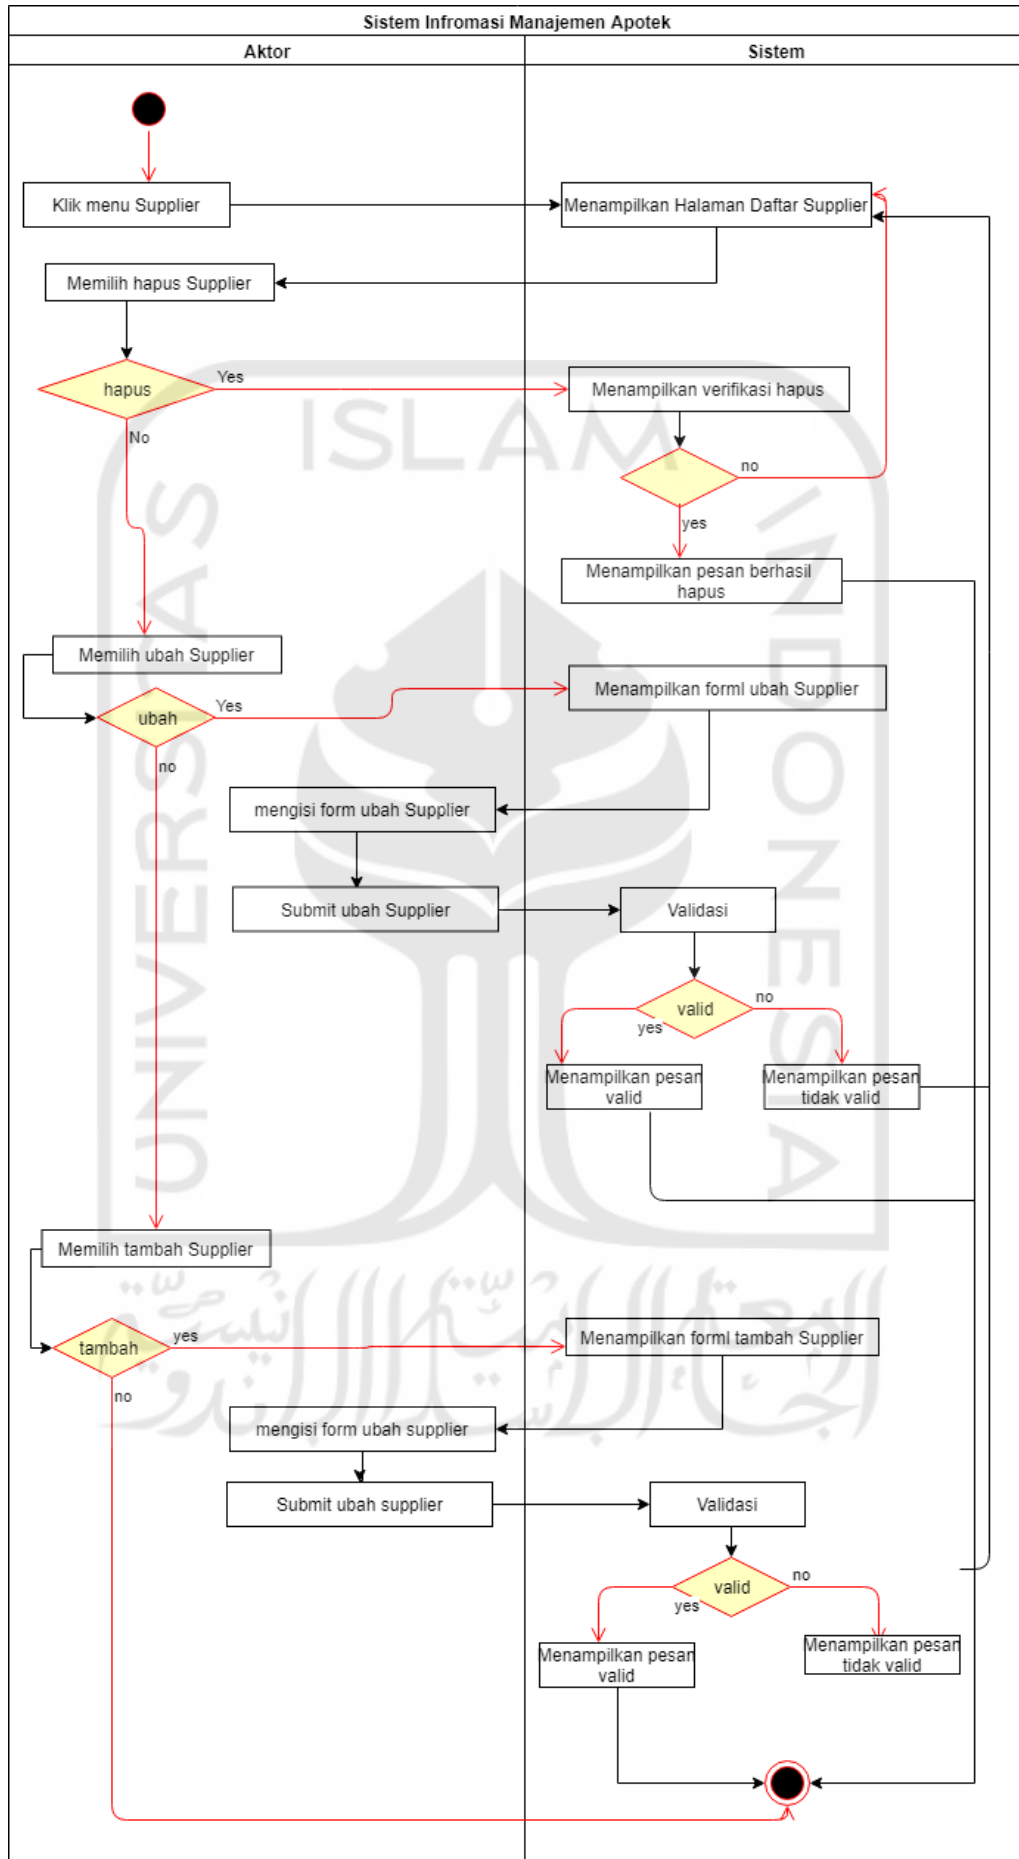 Sistem Infromasi Manajemen Apotek
Aktor
Sistem
Klik menu Supplier
Menampilkan Halaman Daftar Supplier
Memilih hapus Supplier
hapus
Yes
Menampilkan verifikasi hapus
No
no
yes
Menampilkan pesan berhasil
hapus
Memilih ubah Supplier
Menampilkan forml ubah Supplier
ubah
Yes
no
mengisi form ubah Supplier
Submit ubah Supplier
Validasi
valid
no
yes
Menampilkan pesan
valid
Menampilkan pesan
tidak valid
Memilih tambah Supplier
Menampilkan forml tambah Supplier
tambah
yes
no
mengisi form ubah supplier
Submit ubah supplier
Validasi
valid
no
yes
Menampilkan pesan
valid
Menampilkan pesan
tidak valid
UNIVERSITAS
ISLAM
INDONESIA